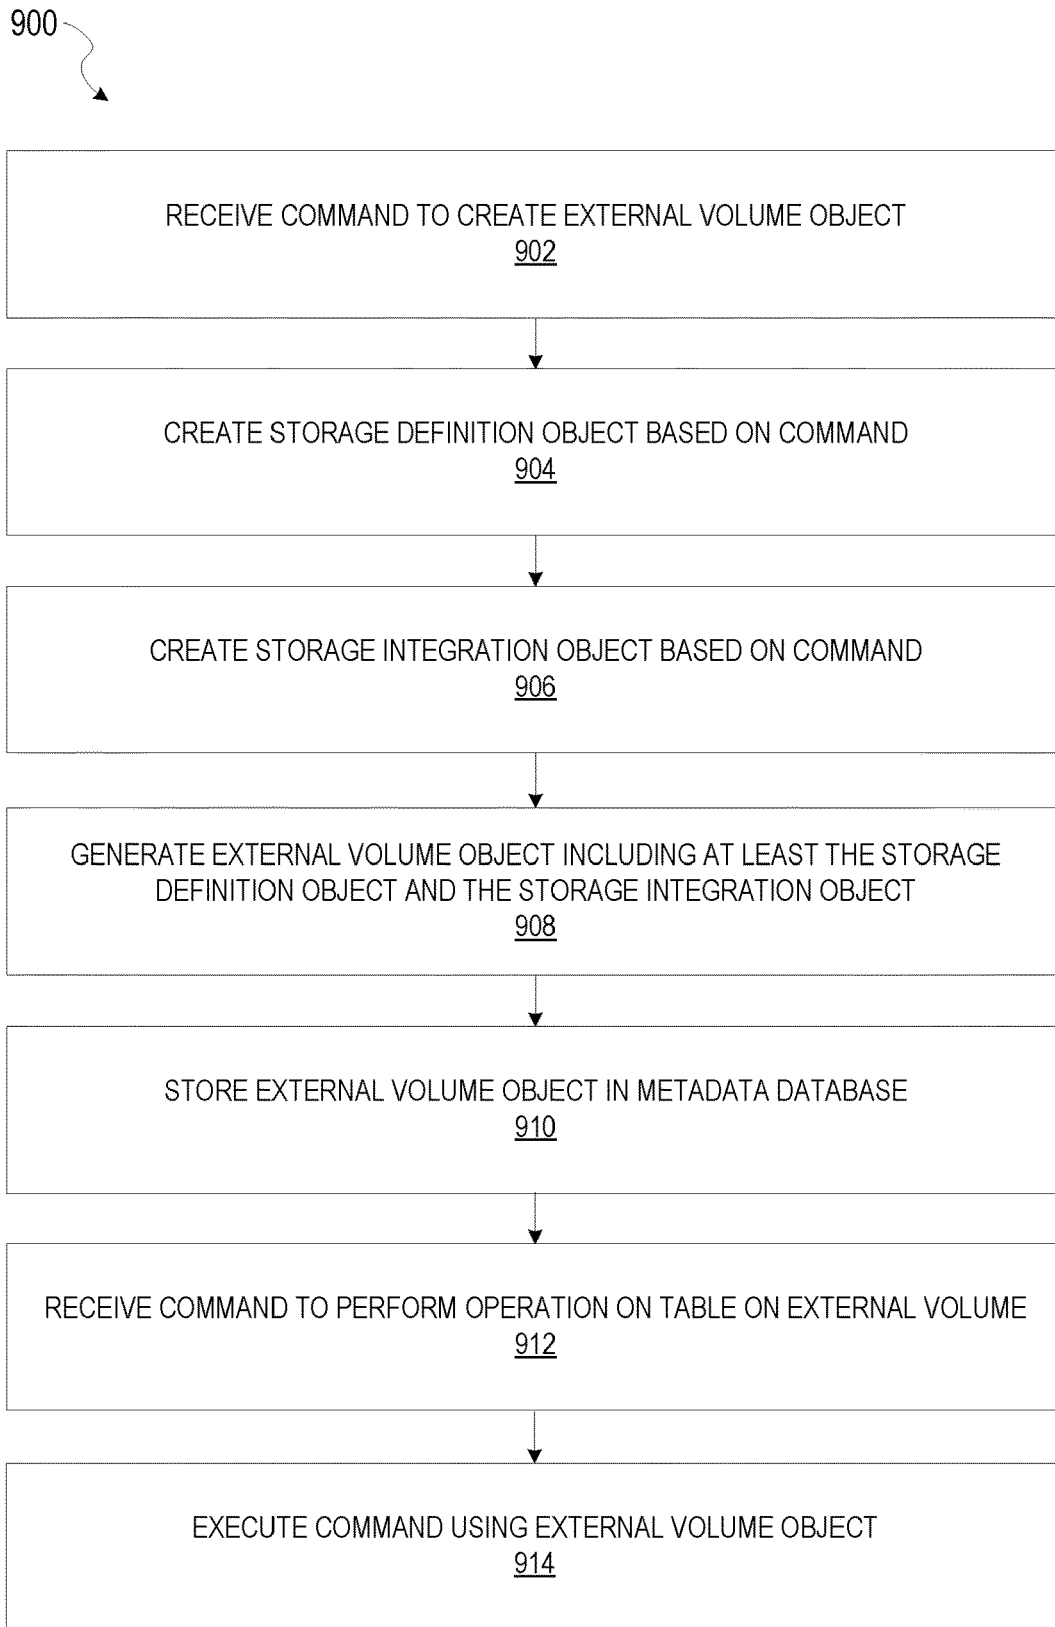 900
RECEIVE COMMAND TO CREATE EXTERNAL VOLUME OBJECT
902
CREATE STORAGE DEFINITION OBJECT BASED ON COMMAND
904
CREATE STORAGE INTEGRATION OBJECT BASED ON COMMAND
906
GENERATE EXTERNAL VOLUME OBJECT INCLUDING AT LEAST THE STORAGE
DEFINITION OBJECT AND THE STORAGE INTEGRATION OBJECT
908
STORE EXTERNAL VOLUME OBJECT IN METADATA DATABASE
910
RECEIVE COMMAND TO PERFORM OPERATION ON TABLE ON EXTERNAL VOLUME
912
EXECUTE COMMAND USING EXTERNAL VOLUME OBJECT
914